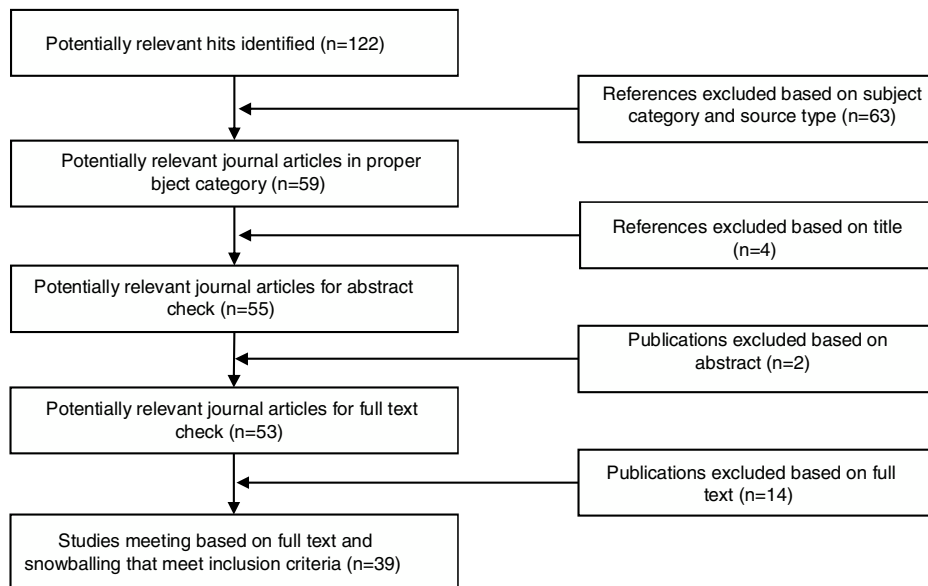 Potentially relevant hits identified (n=122)
References excluded based on subject
category and source type (n=63)
Potentially relevant journal articles in proper
bject category (n=59)
References excluded based on title
(n=4)
Potentially relevant journal articles for abstract
check (n=55)
Publications excluded based on
abstract (n=2)
Potentially relevant journal articles for full text
check (n=53)
Publications excluded based on full
text (n=14)
Studies meeting based on full text and
snowballing that meet inclusion criteria (n=39)